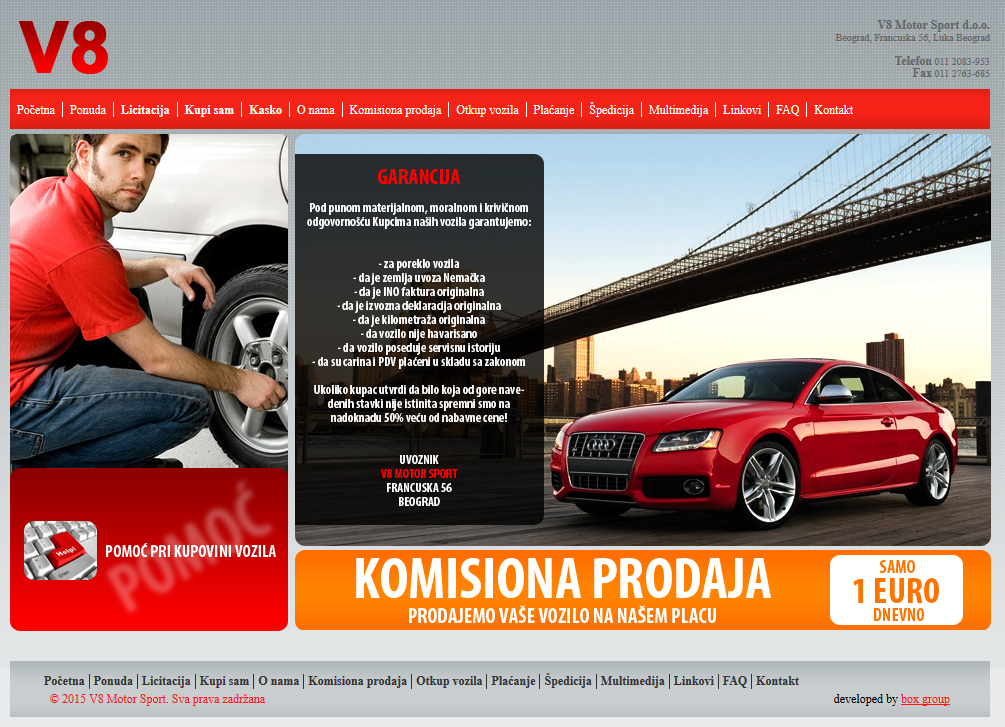 V8
V8 Motor Sport d.o.o.
Beograd, Francuska 56, Luka Beograd
Telefon 011 2083-953
Fax 011 2763-685
Početna | Ponuda | Licitacija | Kupi sam | Kasko | O nama | Komisiona prodaja | Otkup vozila | Plaćanje | Špedicija | Multimedija | Linkovi | FAQ | Kontakt
GARANCIJA
Pod punom materijalnom, moralnom i krivičnom
odgovornošću Kupcima naših vozila garantujemo:
- za poreklo vozila
- da je zemlja uvoza Nemačka
- da je INO faktura originalna
- da je izvozna deklaracija originalna
- da je kilometraža originalna
- da vozilo nije havarisano
- da vozilo poseduje servisnu istoriju
- da su carina i PDV plaćeni u skladu sa zakonom
Ukoliko kupac utvrdi da bilo koja od gore nave-
denih stavki nije istinita spremni smo na
nadoknadu 50% veću od nabavne cene!
UVOZNIK
V8 MOTOR SPORT
FRANCUSKA 56
BEOGRAD
POMOĆ
Help!
POMOĆ PRI KUPOVINI VOZILA
KOMISIONA PRODAJA
PRODAJEMO VAŠE VOZILO NA NAŠEM PLACU
SAMO
1 EURO
DNEVNO
Početna | Ponuda | Licitacija | Kupi sam | O nama | Komisiona prodaja | Otkup vozila | Plaćanje | Špedicija | Multimedija | Linkovi | FAQ | Kontakt
© 2015 V8 Motor Sport. Sva prava zadržana
developed by box group